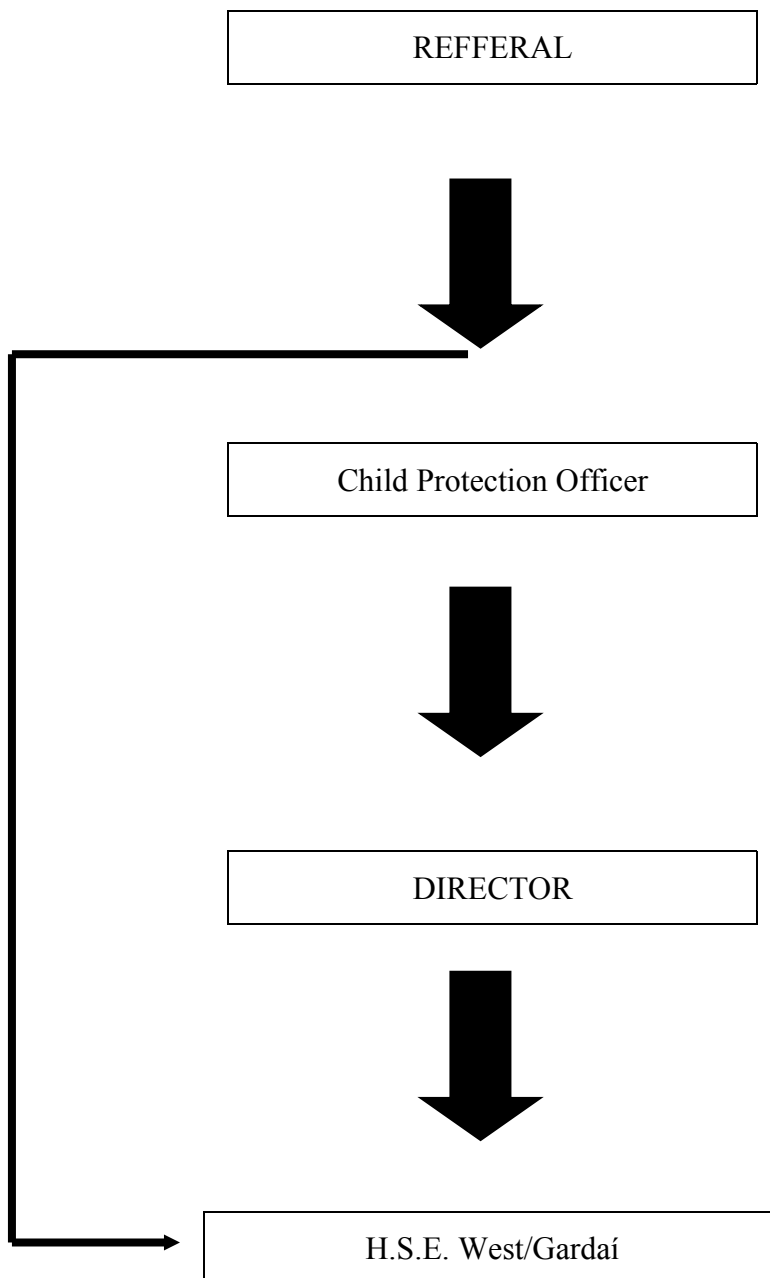 REFFERAL
Child Protection Officer
DIRECTOR
H.S.E. West/Gardaí